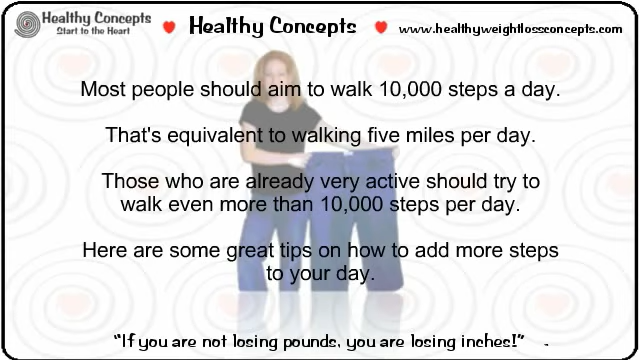 Healthy Concepts
Start to the Heart
Healthy Concepts
www.healthyweightlossconcepts.com
Most people should aim to walk 10,000 steps a day.
That's equivalent to walking five miles per day.
Those who are already very active should try to
walk even more than 10,000 steps per day.
Here are some great tips on how to add more steps
to your day.
"If you are not losing pounds, you are losing inches!"